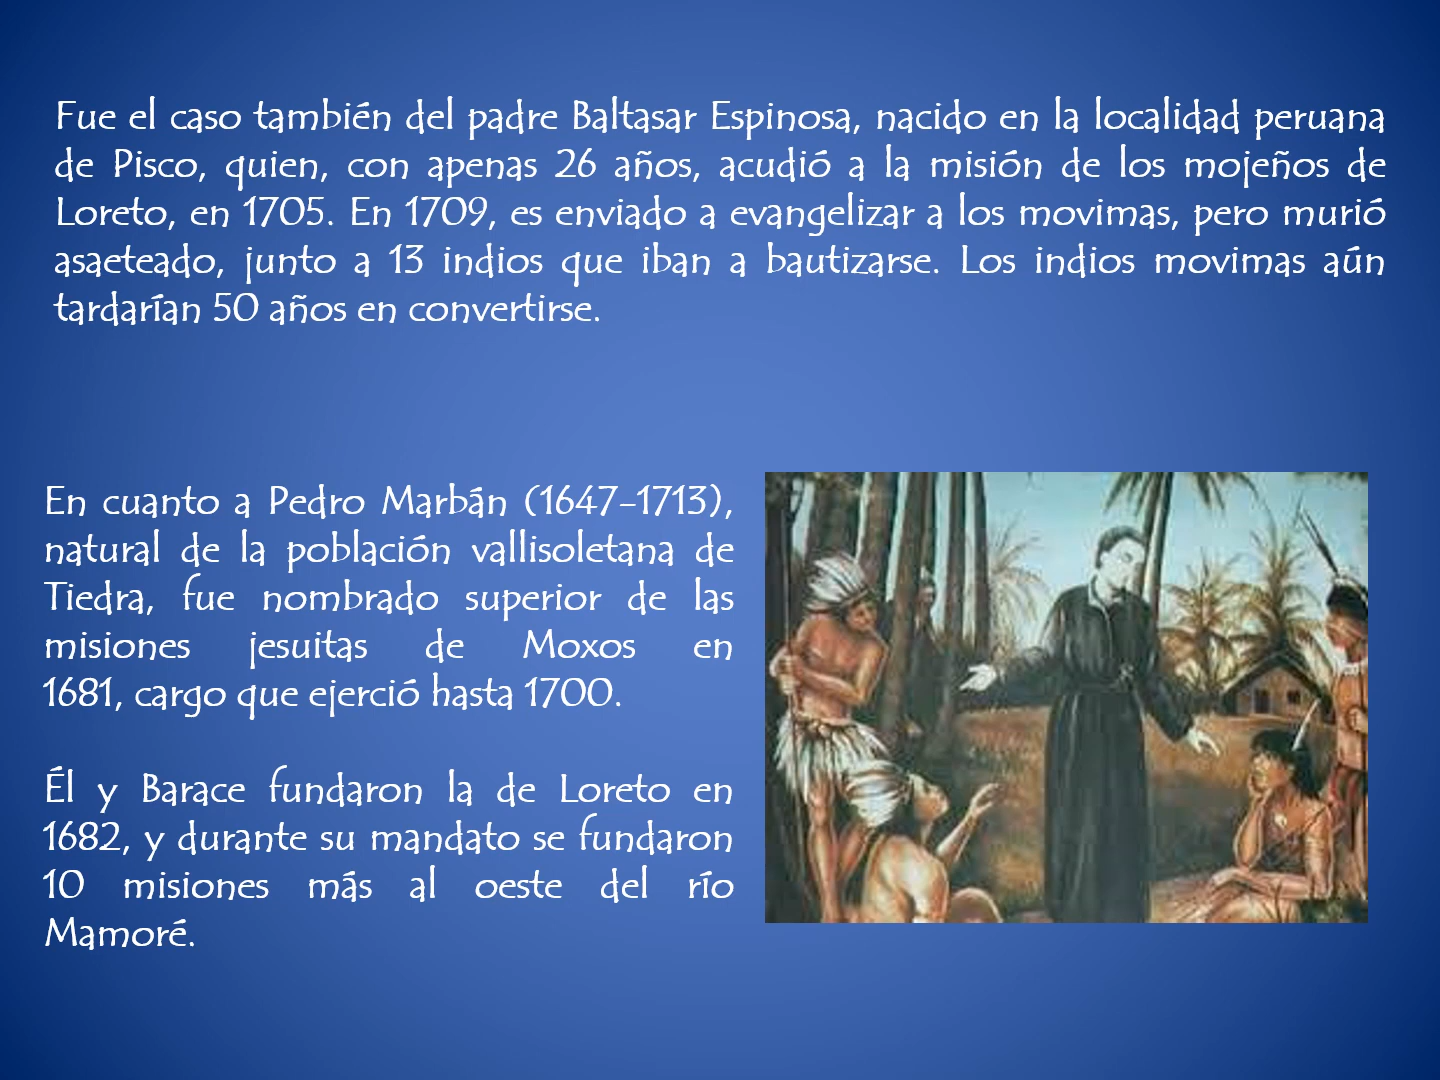 Fue el caso también del padre Baltasar Espinosa, nacido en la localidad peruana
de Pisco, quien, con apenas 26 años, acudió a la misión de los mojeños de
Loreto, en 1705. En 1709, es enviado a evangelizar a los movimas, pero murió
asaeteado, junto a 13 indios que iban a bautizarse. Los indios movimas aún
tardarían 50 años en convertirse.
En cuanto a Pedro Marbán (1647-1713),
natural de la población vallisoletana de
Tiedra, fue nombrado superior de las
misiones jesuitas de Moxos en
1681, cargo que ejerció hasta 1700.
Él y Barace fundaron la de Loreto en
1682, y durante su mandato se fundaron
10 misiones más al oeste del río
Mamoré.